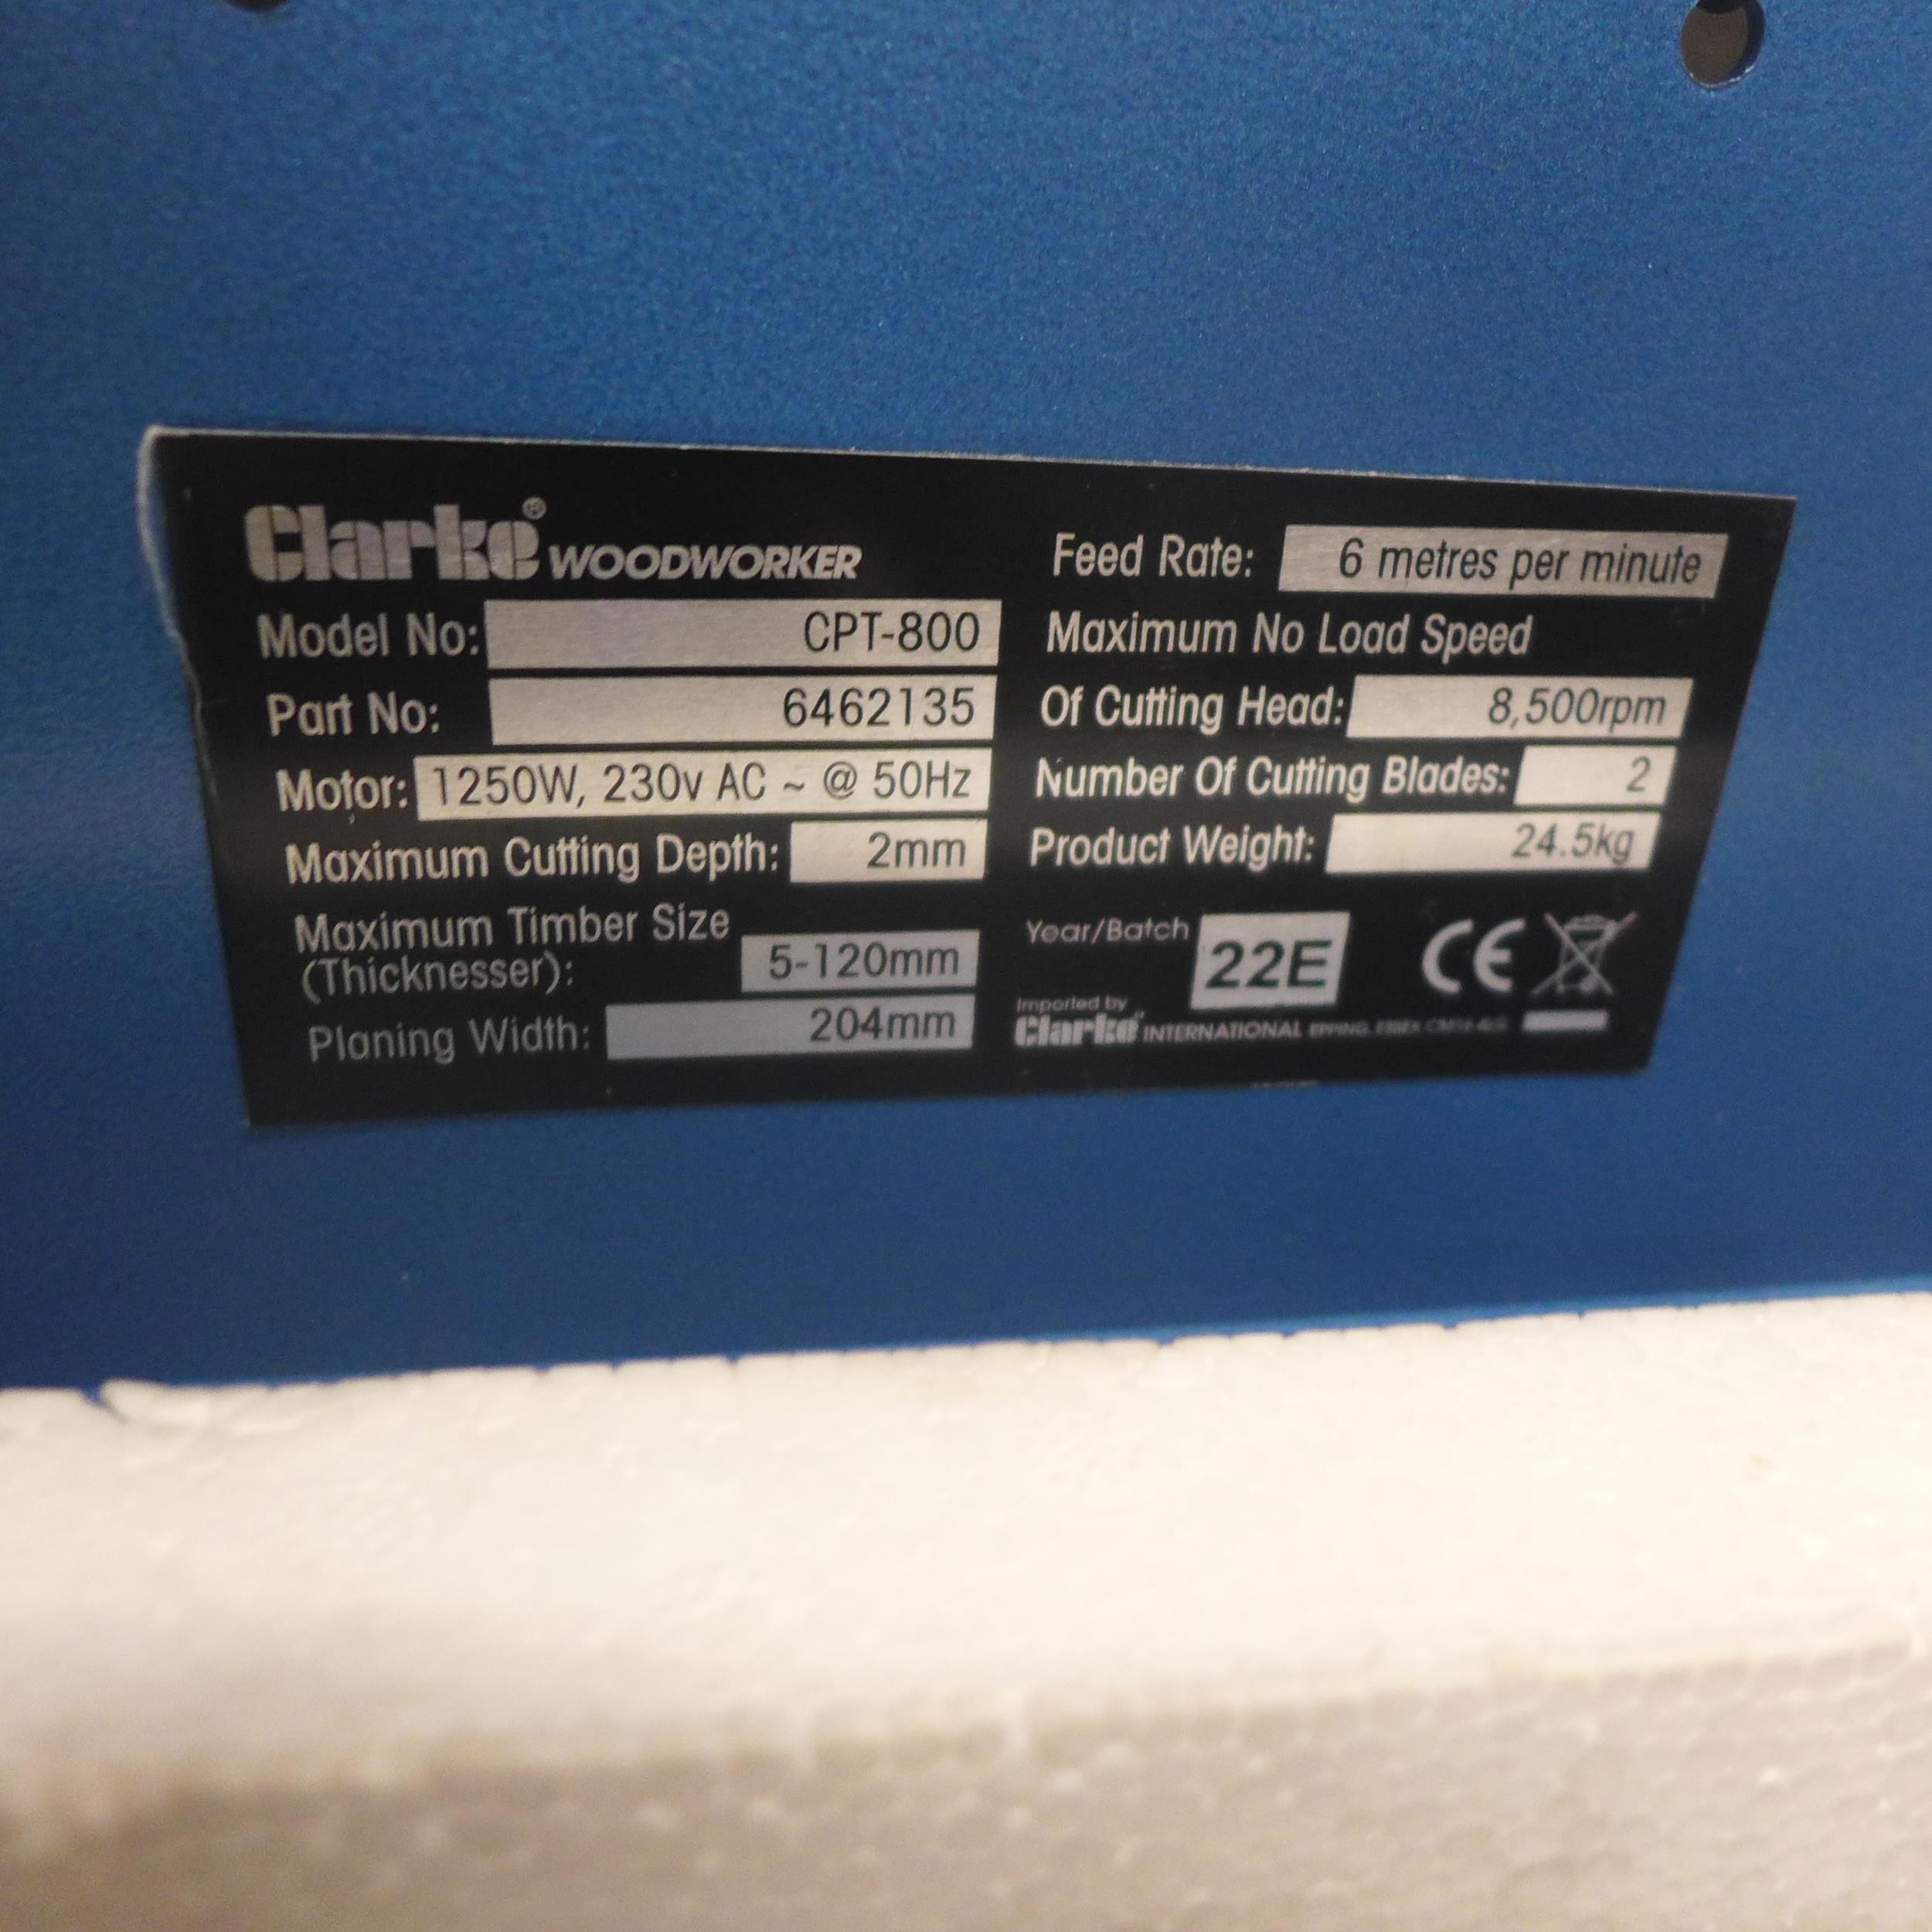 Clarke® WOODWORKER
Model No: CPT-800
Part No: 6462135
Motor: 1250W, 230v AC ~ @ 50Hz
Maximum Cutting Depth: 2mm
Maximum Timber Size
(Thicknesser): 5-120mm
Planing Width: 204mm
Feed Rate: 6 metres per minute
Maximum No Load Speed
Of Cutting Head: 8,500rpm
Number Of Cutting Blades: 2
Product Weight: 24.5kg
Year/Batch 22E
CE
Imported by
Clarke® INTERNATIONAL EPPING, ESSEX